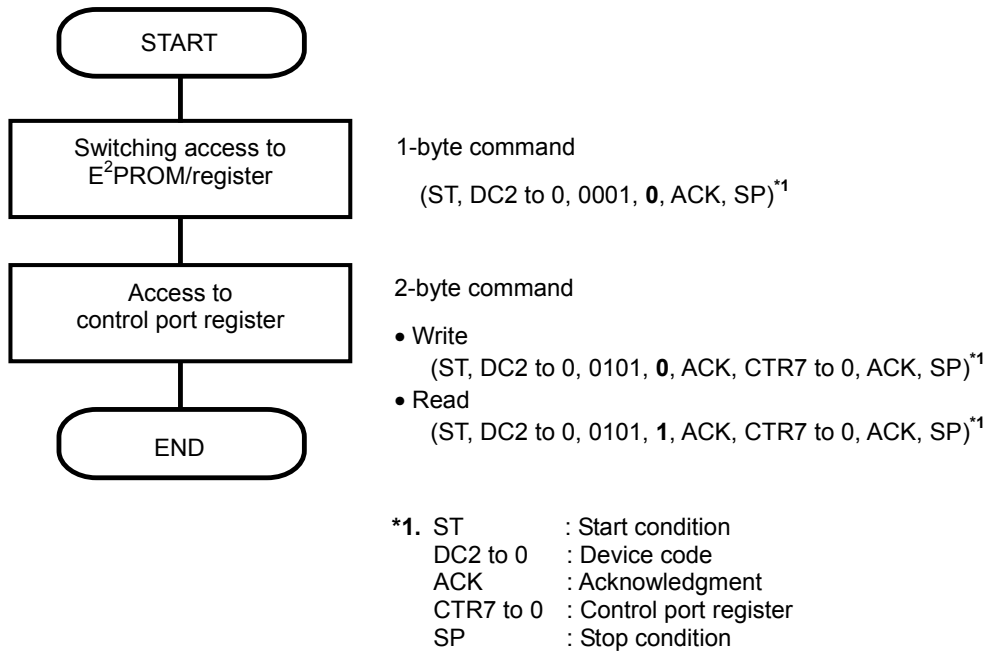 START
Switching access to
E²PROM/register
1-byte command
(ST, DC2 to 0, 0001, 0, ACK, SP)*1
Access to
control port register
2-byte command
• Write
(ST, DC2 to 0, 0101, 0, ACK, CTR7 to 0, ACK, SP)*1
• Read
(ST, DC2 to 0, 0101, 1, ACK, CTR7 to 0, ACK, SP)*1
END
*1. ST : Start condition
DC2 to 0 : Device code
ACK : Acknowledgment
CTR7 to 0 : Control port register
SP : Stop condition